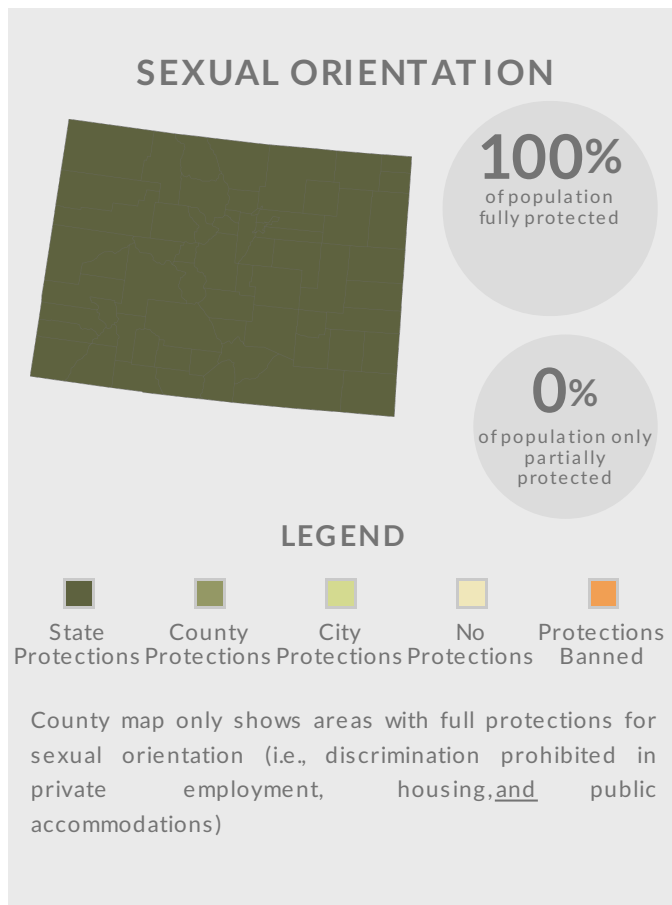 SEXUAL ORIENTATION
100%
of population
fully protected
0%
of population only
partially
protected
LEGEND
State
Protections
County
Protections
City
Protections
No
Protections
Protections
Banned
County map only shows areas with full protections for
sexual orientation (i.e., discrimination prohibited in
private employment, housing, and public
accommodations)